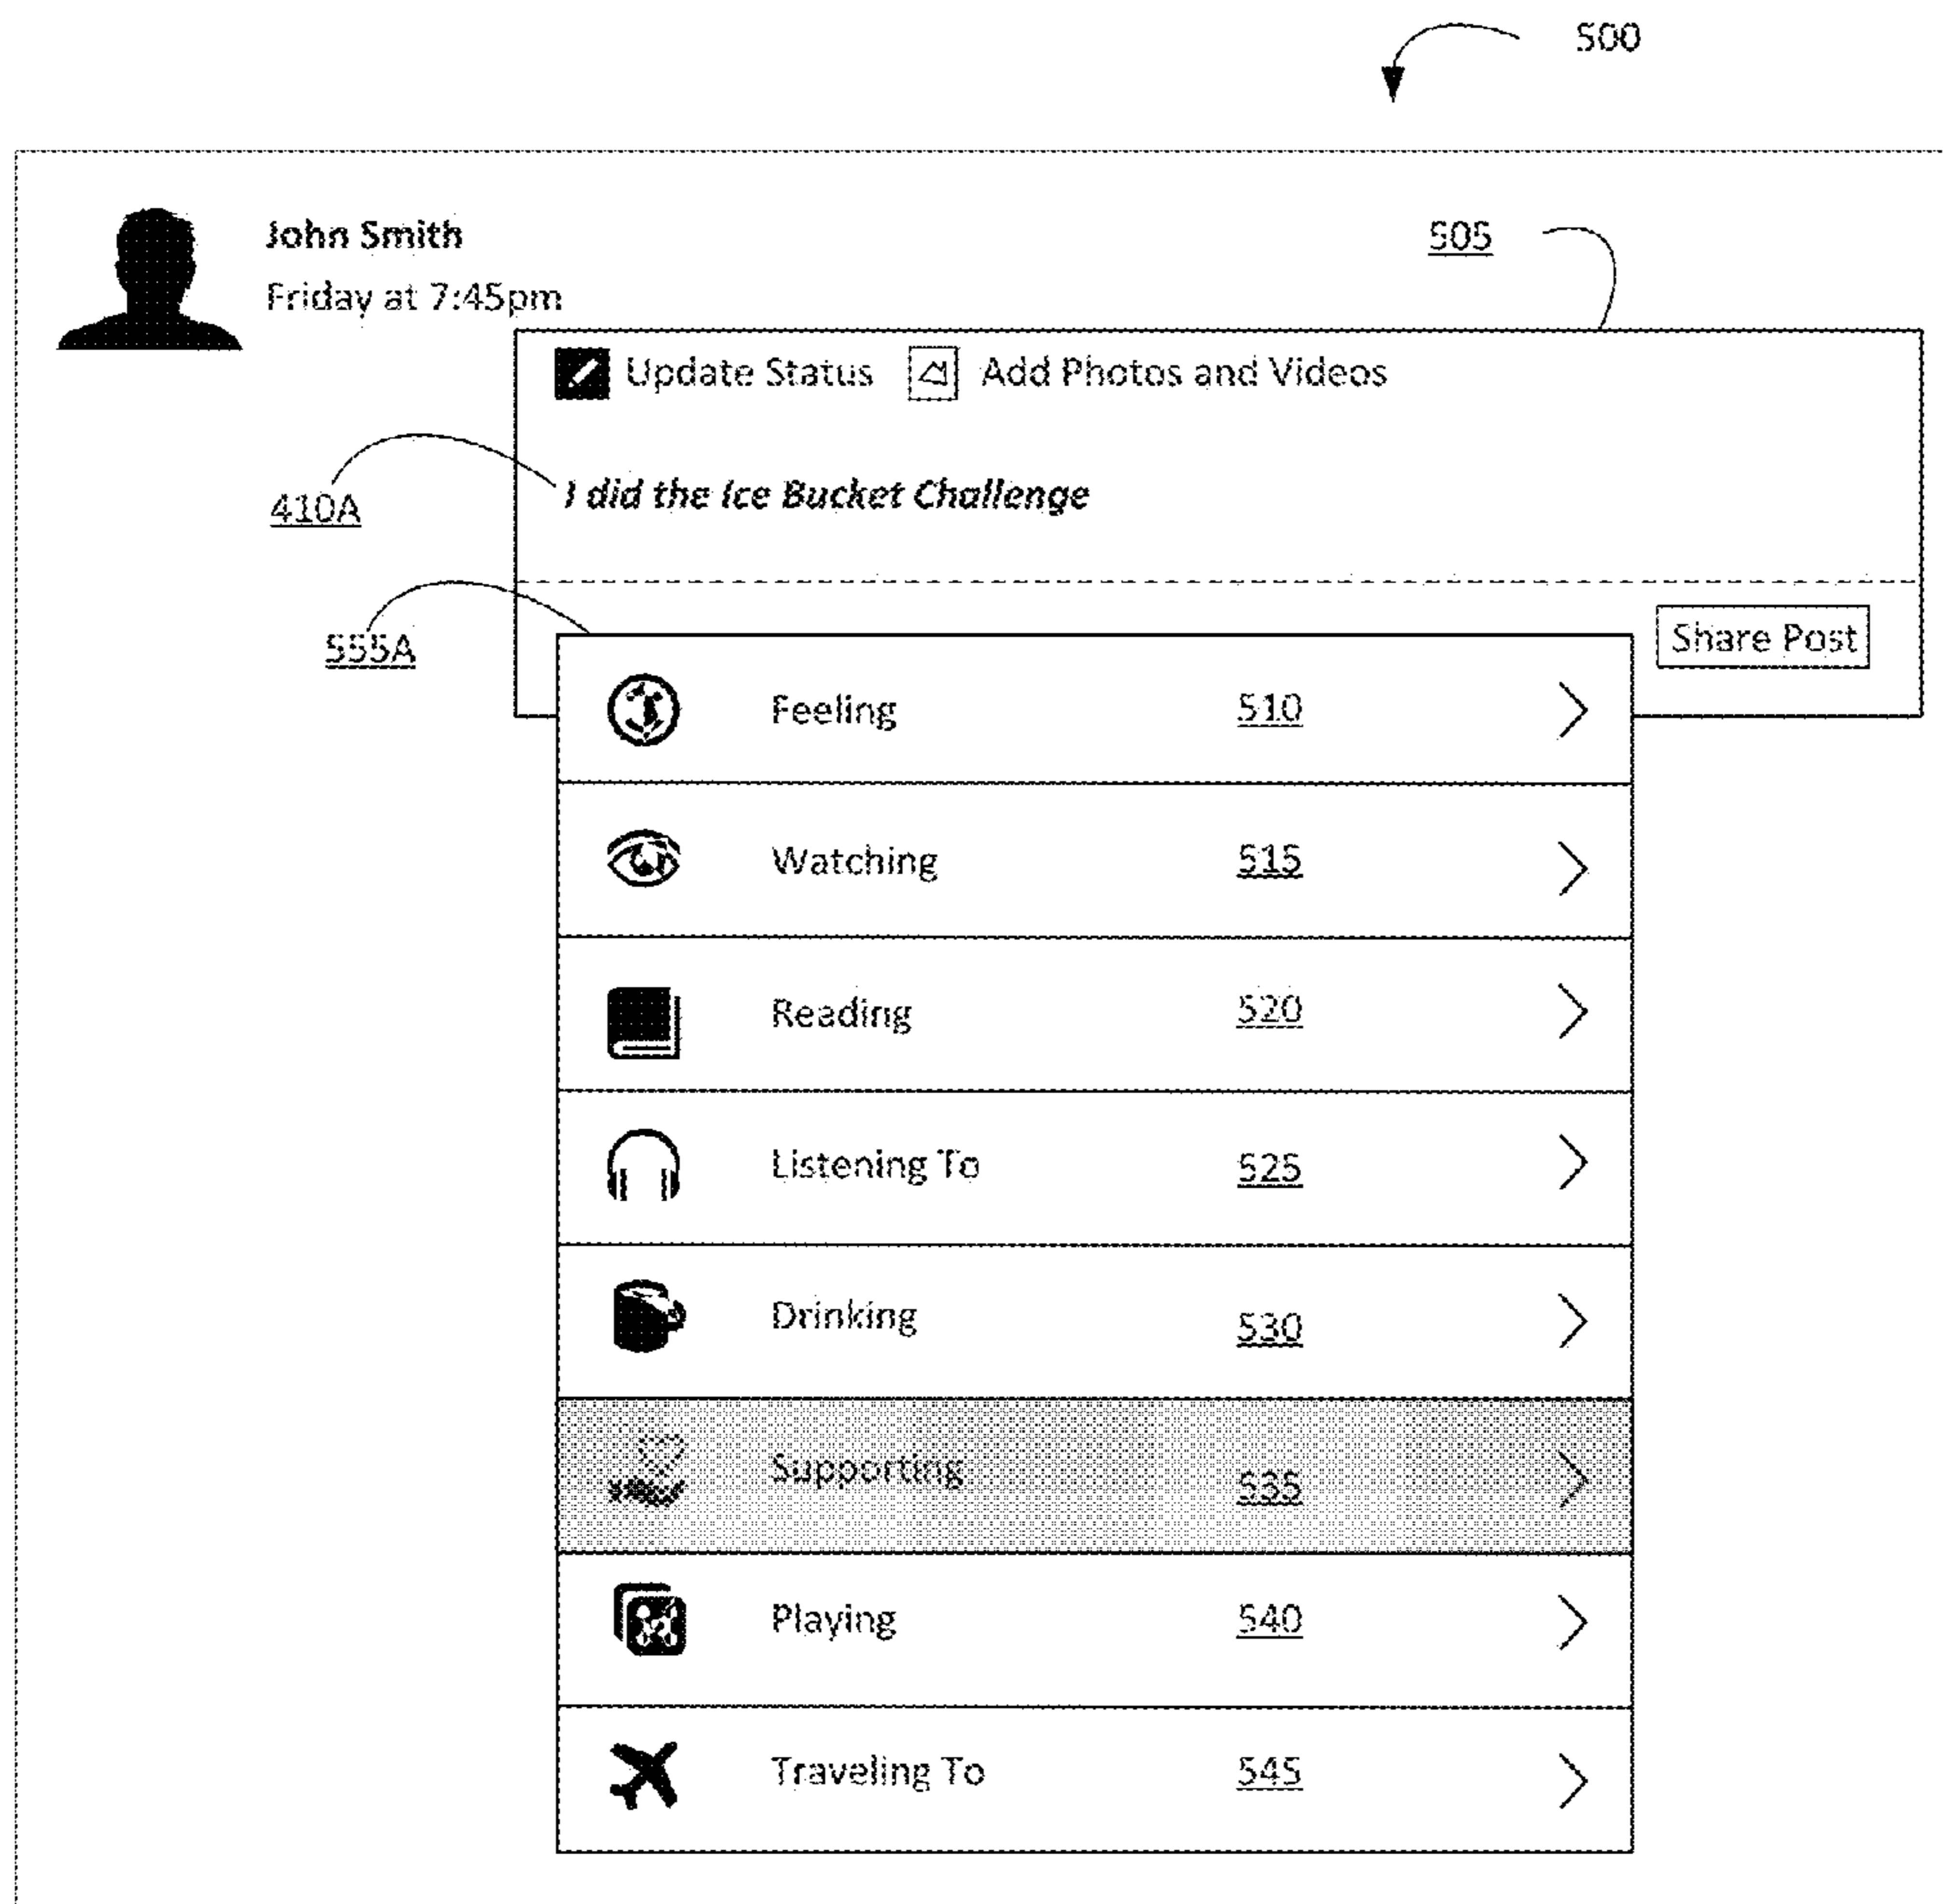 500
John Smith
505
Friday at 7:45pm
Update Status Add Photos and Videos
410A
I did the Ice Bucket Challenge
555A
Share Post
Feeling 510
Watching 515
Reading 520
Listening To 525
Drinking 530
Supporting 535
Playing 540
Traveling To 545